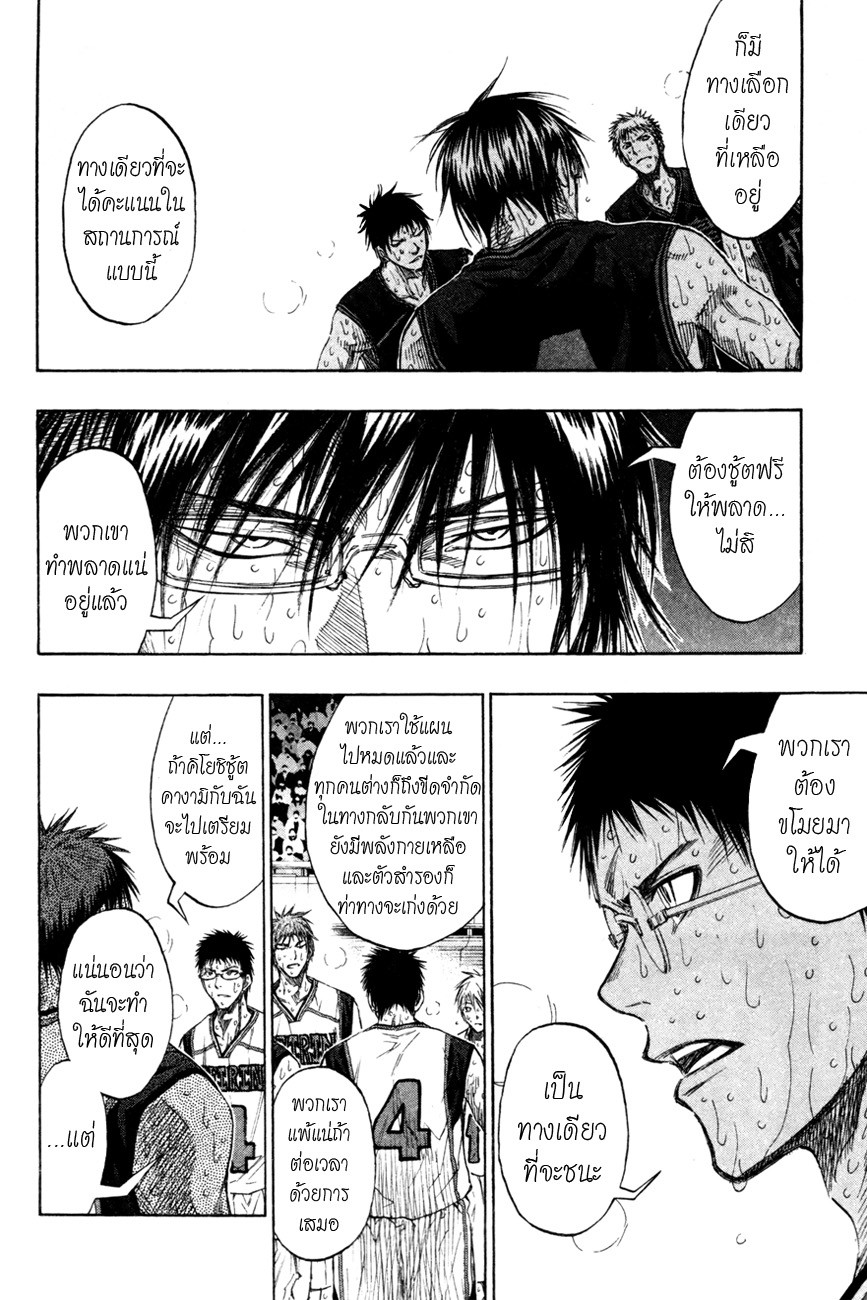 ก็มี
ทางเลือก
เดียว
ที่เหลือ
อยู่
ทางเดียวที่จะ
ได้คะแนนใน
สถานการณ์
แบบนี้
ต้องชู้ตฟรี
ให้พลาด...
ไม่สิ
พวกเขา
ทำพลาดแน่
อยู่แล้ว
พวกเรา
ต้อง
ขโมยมา
ให้ได้
เป็น
ทางเดียว
ที่จะชนะ
พวกเราใช้แผน
ไปหมดแล้วและ
ทุกคนต่างก็ถึงขีดจำกัด
ในทางกลับกันพวกเขา
ยังมีพลังกายเหลือ
และตัวสำรองก็
ท่าทางจะเก่งด้วย
พวกเรา
แพ้แน่ถ้า
ต่อเวลา
ด้วยการ
เสมอ
แต่...
ถ้าคิโยชิชู้ต
คางามิกับฉัน
จะไปเตรียม
พร้อม
แน่นอนว่า
ฉันจะทำ
ให้ดีที่สุด
...แต่
4
4